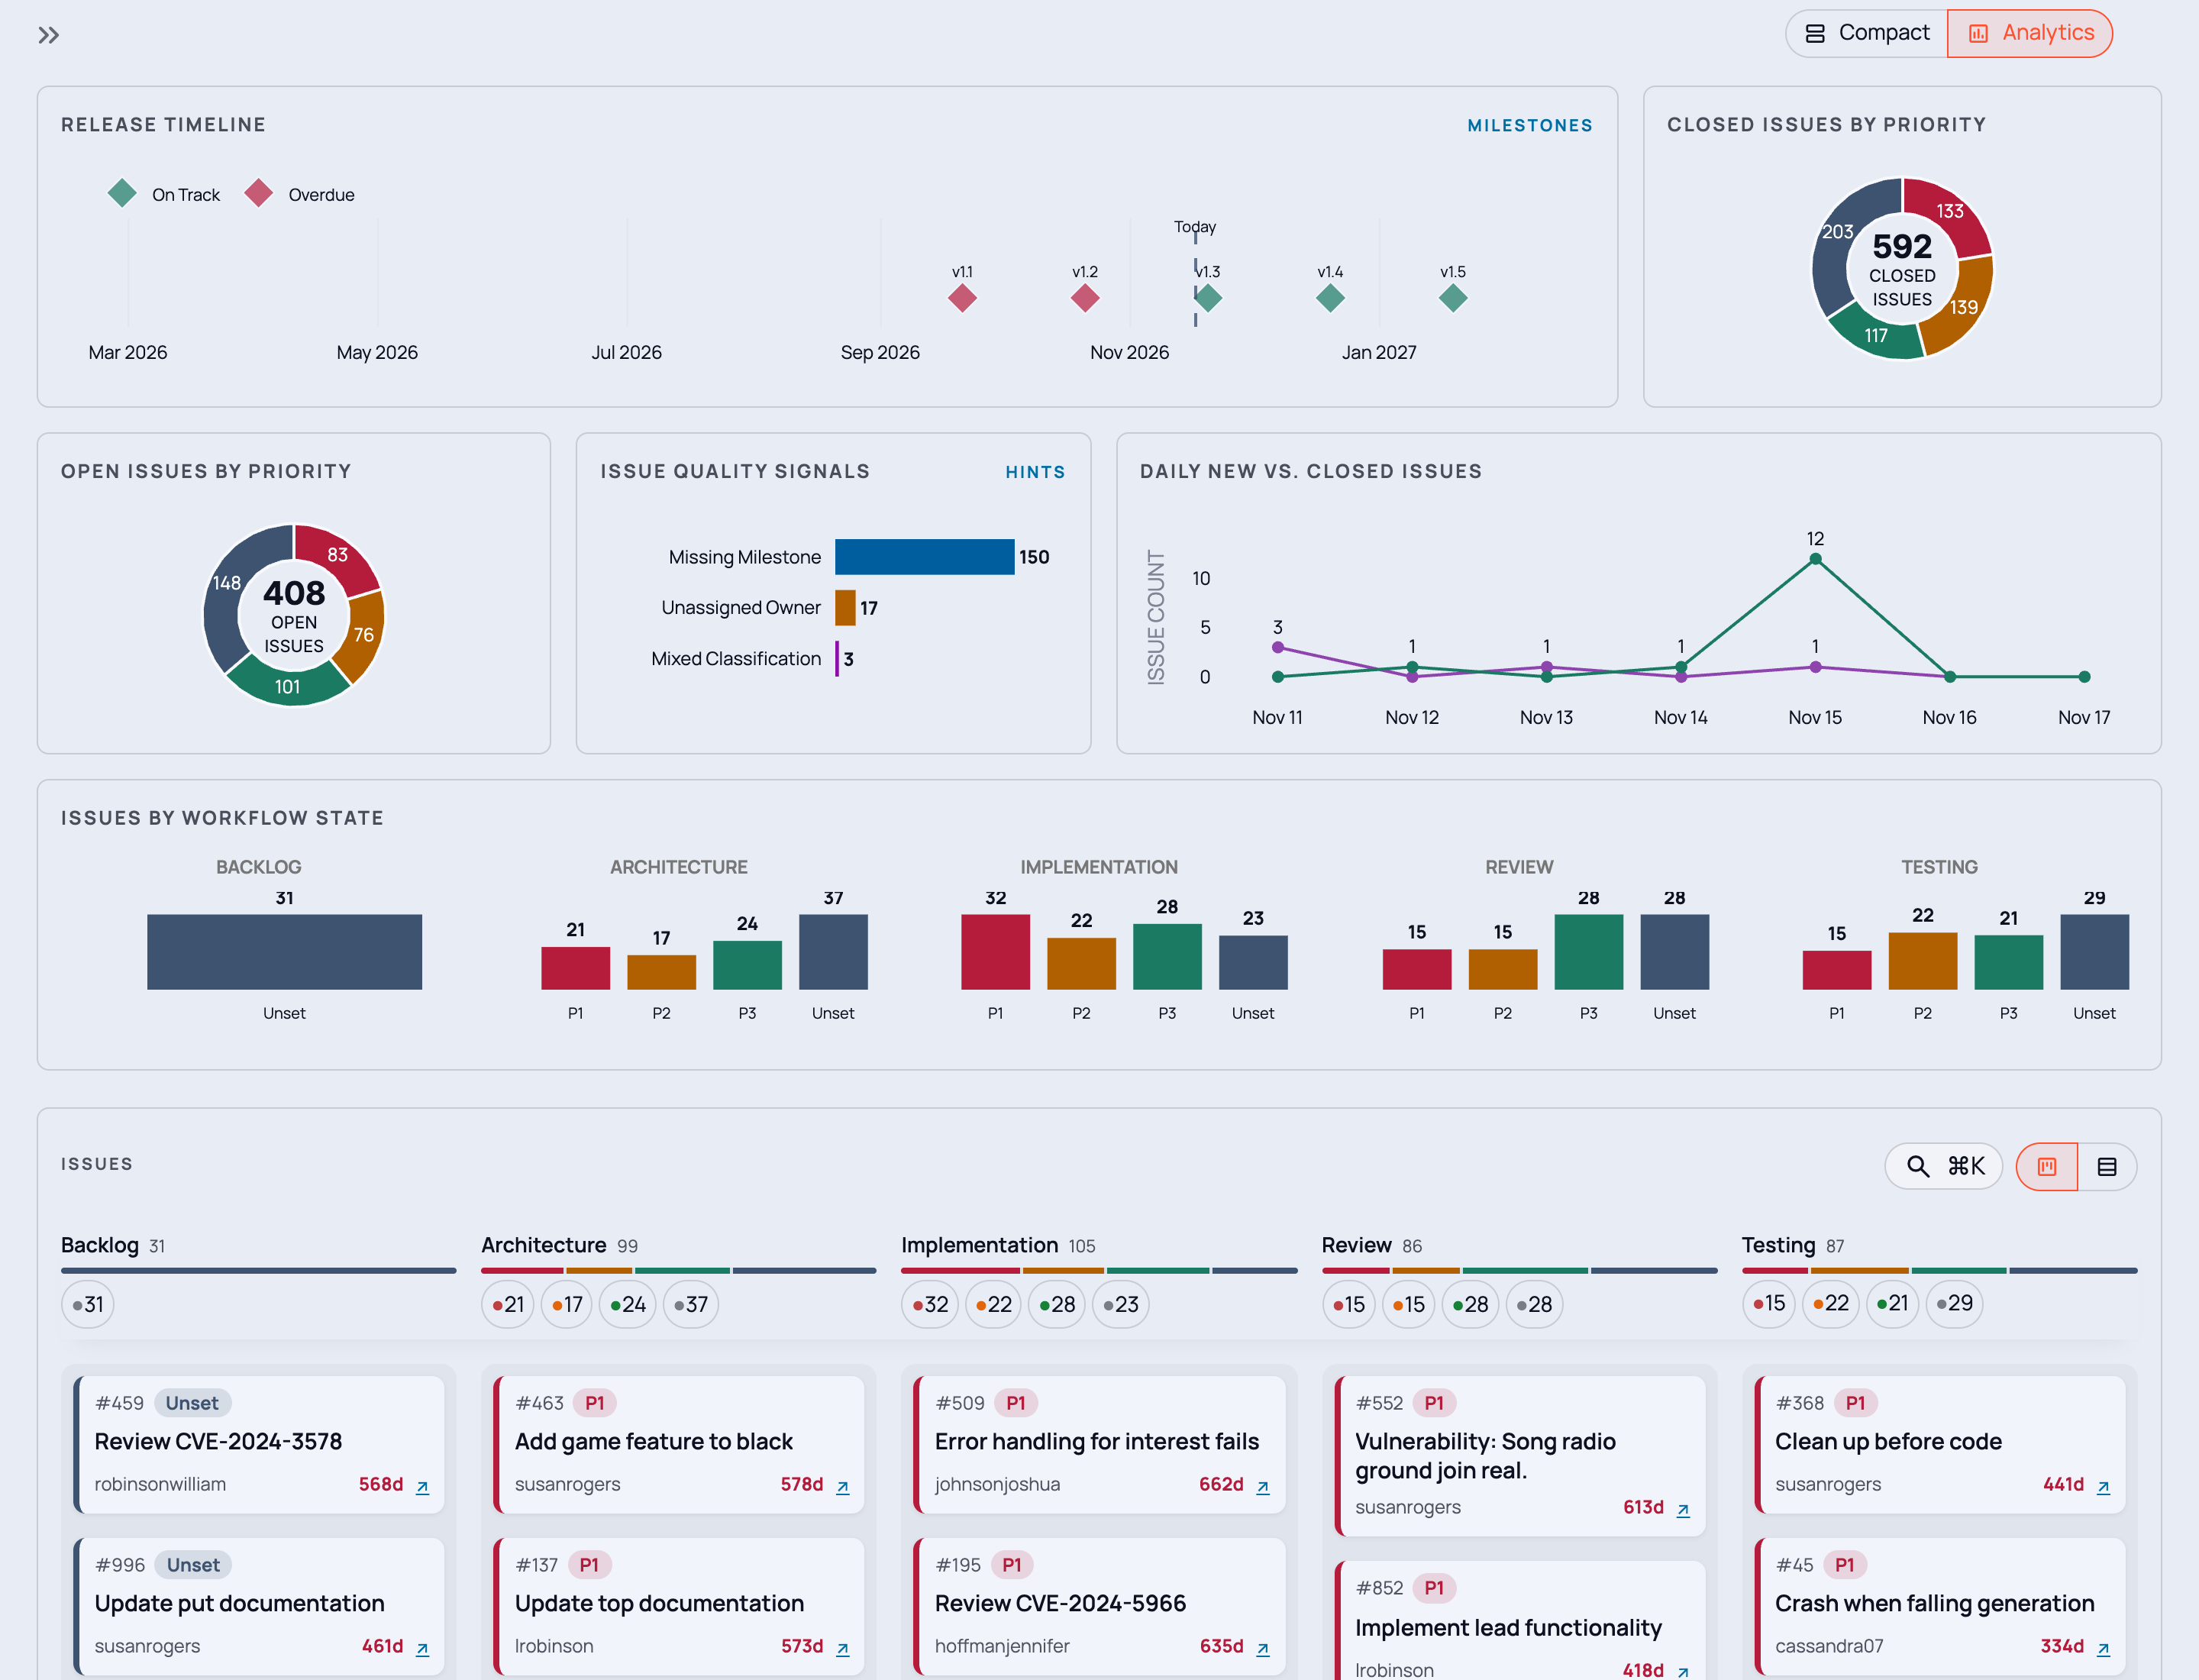 Compact
Analytics
RELEASE TIMELINE
MILESTONES
On Track
Overdue
Today
v1.1
v1.2
v1.3
v1.4
v1.5
Mar 2026
May 2026
Jul 2026
Sep 2026
Nov 2026
Jan 2027
CLOSED ISSUES BY PRIORITY
133
203
592
CLOSED
ISSUES
139
117
OPEN ISSUES BY PRIORITY
83
148
408
OPEN
ISSUES
76
101
ISSUE QUALITY SIGNALS
HINTS
Missing Milestone 150
Unassigned Owner 17
Mixed Classification 3
DAILY NEW VS. CLOSED ISSUES
ISSUE COUNT
10
5
0
3
1
1
1
12
1
Nov 11
Nov 12
Nov 13
Nov 14
Nov 15
Nov 16
Nov 17
ISSUES BY WORKFLOW STATE
BACKLOG
31
Unset
ARCHITECTURE
21
17
24
37
P1
P2
P3
Unset
IMPLEMENTATION
32
22
28
23
P1
P2
P3
Unset
REVIEW
15
15
28
28
P1
P2
P3
Unset
TESTING
15
22
21
29
P1
P2
P3
Unset
ISSUES
⌘K
Backlog 31
31
#459 Unset
Review CVE-2024-3578
robinsonwilliam 568d
#996 Unset
Update put documentation
susanrogers 461d
Architecture 99
21 17 24 37
#463 P1
Add game feature to black
susanrogers 578d
#137 P1
Update top documentation
lrobinson 573d
Implementation 105
32 22 28 23
#509 P1
Error handling for interest fails
johnsonjoshua 662d
#195 P1
Review CVE-2024-5966
hoffmanjennifer 635d
Review 86
15 15 28 28
#552 P1
Vulnerability: Song radio
ground join real.
susanrogers 613d
#852 P1
Implement lead functionality
lrobinson 418d
Testing 87
15 22 21 29
#368 P1
Clean up before code
susanrogers 441d
#45 P1
Crash when falling generation
cassandra07 334d